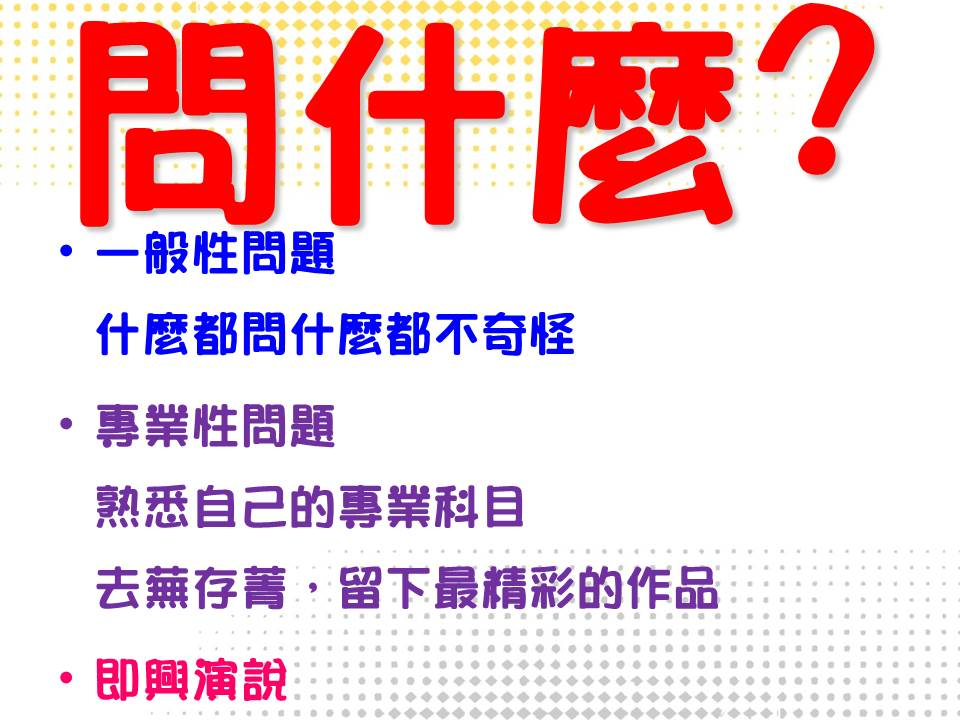 問什麼?
• 一般性問題
什麼都問什麼都不奇怪
• 專業性問題
熟悉自己的專業科目
去蕪存菁，留下最精彩的作品
• 即興演說